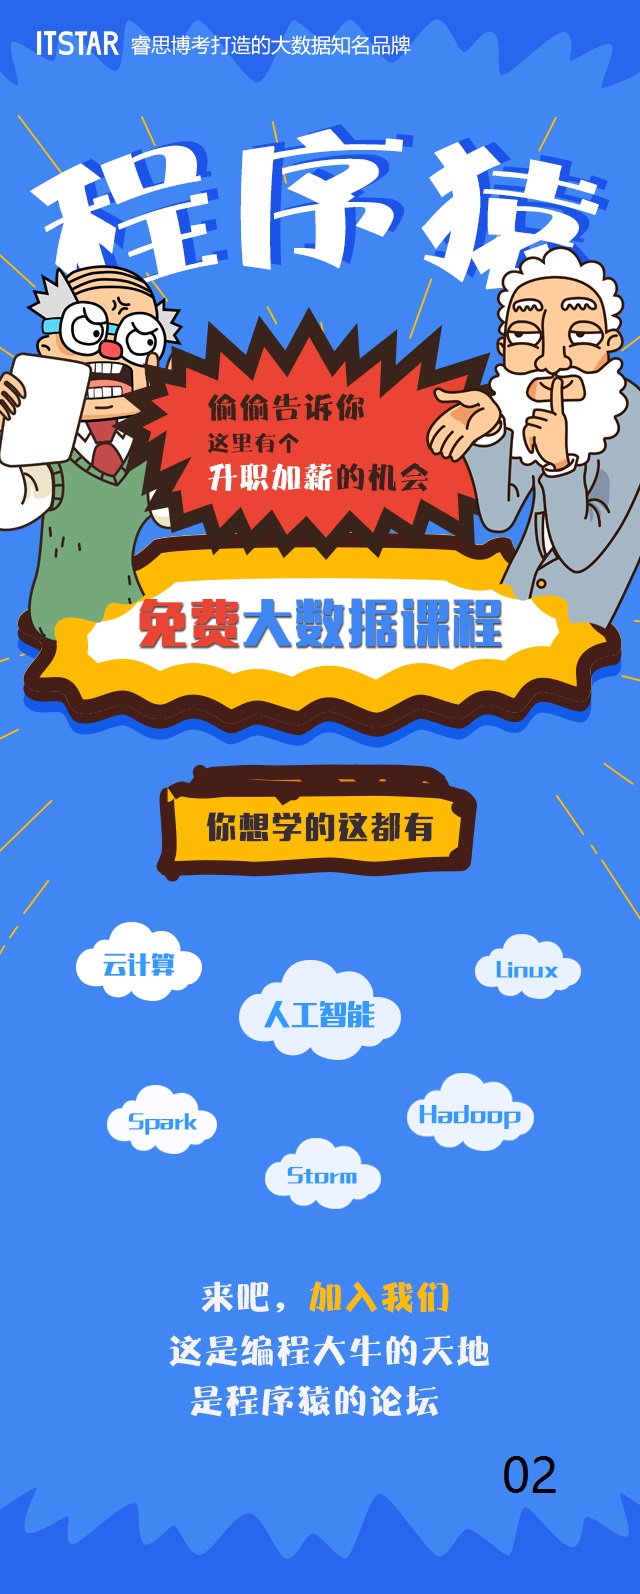 ITSTAR 睿思博考打造的大数据知名品牌
程序猿
偷偷告诉你
这里有个
升职加薪的机会
免费大数据课程
你想学的这都有
云计算
Linux
人工智能
Spark
Hadoop
Storm
来吧，加入我们
这是编程大牛的天地
是程序猿的论坛
02